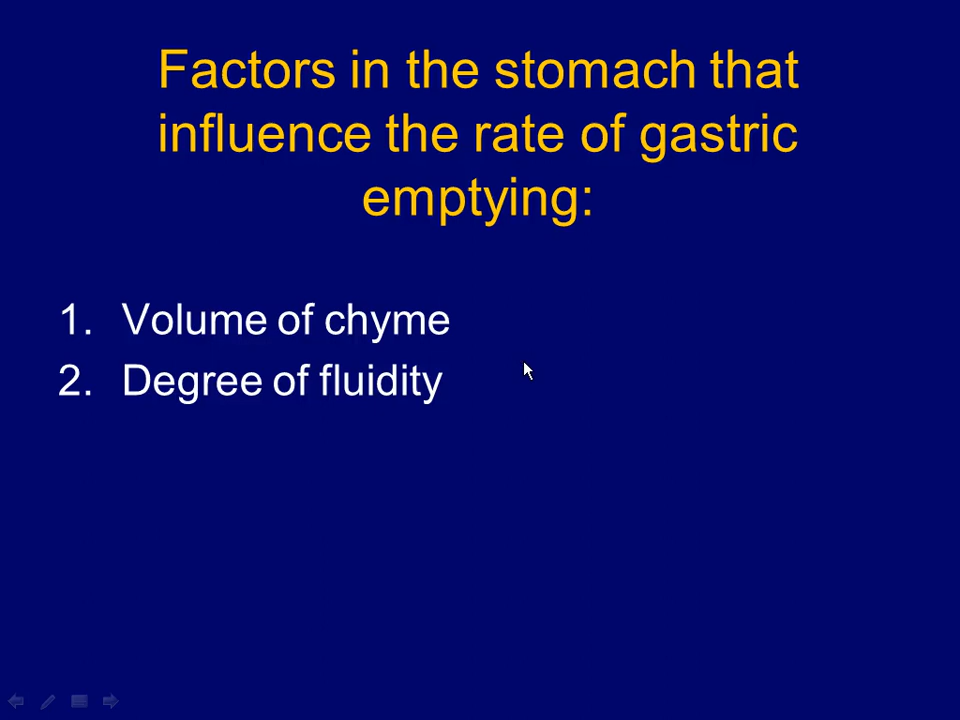 Factors in the stomach that
influence the rate of gastric
emptying:
1. Volume of chyme
2. Degree of fluidity